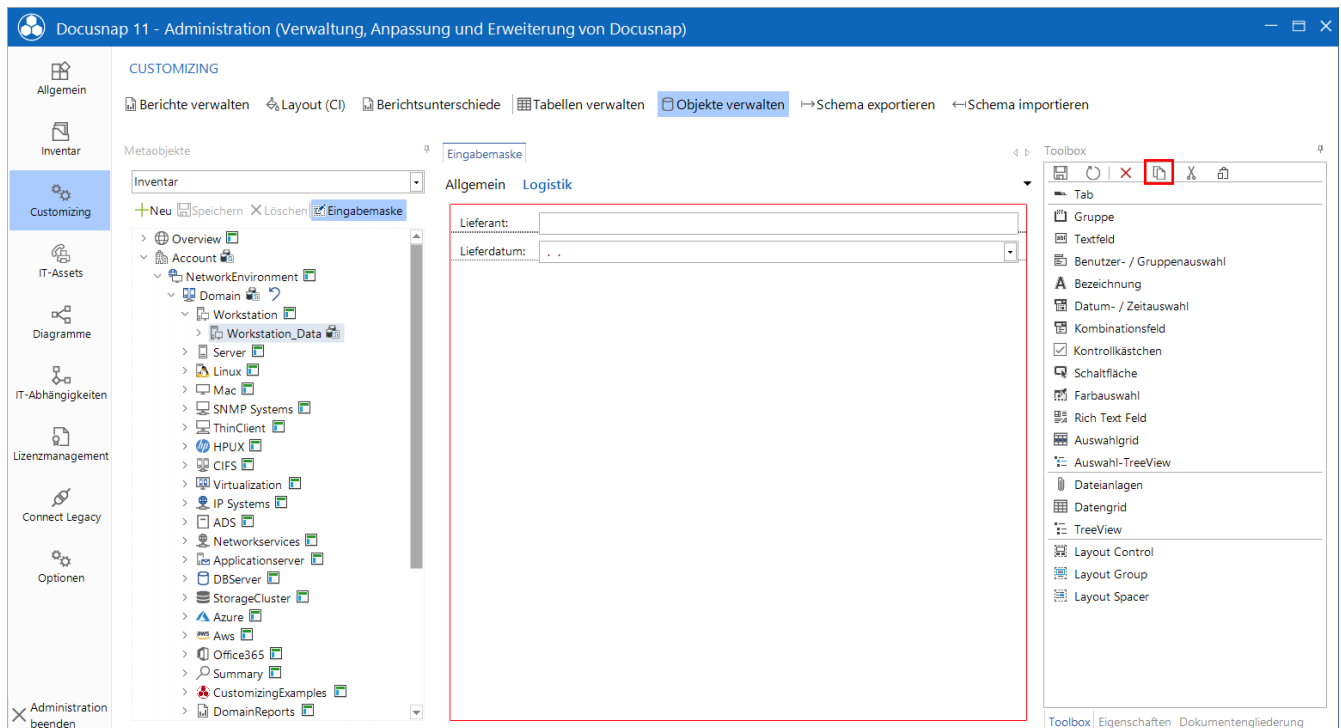 Docusnap 11 - Administration (Verwaltung, Anpassung und Erweiterung von Docusnap)
Allgemein
Inventar
Customizing
IT-Assets
Diagramme
IT-Abhängigkeiten
Lizenzmanagement
Connect Legacy
Optionen
Administration
beenden
CUSTOMIZING
Berichte verwalten Layout (CI) Berichtsunterschiede Tabellen verwalten Objekte verwalten Schema exportieren Schema importieren
Metaobjekte
Inventar
Neu Speichern Löschen Eingabemaske
Overview
Account
NetworkEnvironment
Domain
Workstation
Workstation_Data
Server
Linux
Mac
SNMP Systems
ThinClient
HPUX
CIFS
Virtualization
IP Systems
ADS
Networkservices
Applicationserver
DBServer
StorageCluster
Azure
aws Aws
Office365
Summary
CustomizingExamples
DomainReports
Eingabemaske
Allgemein Logistik
Lieferant:
Lieferdatum: . .
Toolbox
Tab
Gruppe
Textfeld
Benutzer- / Gruppenauswahl
Bezeichnung
Datum- / Zeitauswahl
Kombinationsfeld
Kontrollkästchen
Schaltfläche
Farbauswahl
Rich Text Feld
Auswahlgrid
Auswahl-TreeView
Dateianlagen
Datengrid
TreeView
Layout Control
Layout Group
Layout Spacer
Toolbox Eigenschaften Dokumentengliederung